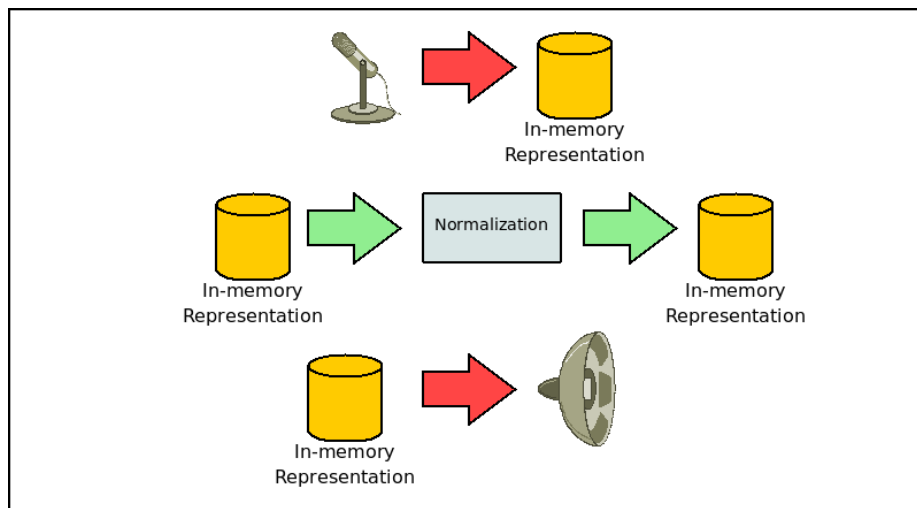 In-memory
Representation
Normalization
In-memory
Representation
In-memory
Representation
In-memory
Representation